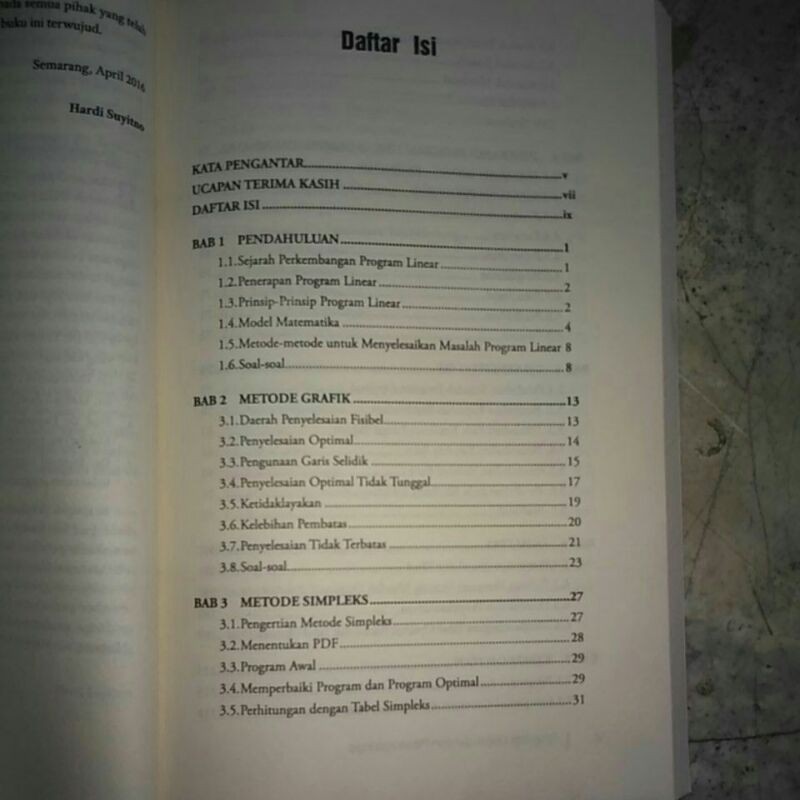 pada semua pihak yang telah
buku ini terwujud.
Semarang, April 2016
Hardi Suyitno
Daftar Isi
KATA PENGANTAR v
UCAPAN TERIMA KASIH vii
DAFTAR ISI ix
BAB 1 PENDAHULUAN 1
1.1.Sejarah Perkembangan Program Linear 1
1.2.Penerapan Program Linear 2
1.3.Prinsip-Prinsip Program Linear 2
1.4.Model Matematika 4
1.5.Metode-metode untuk Menyelesaikan Masalah Program Linear 8
1.6.Soal-soal 8
BAB 2 METODE GRAFIK 13
3.1.Daerah Penyelesaian Fisibel 13
3.2.Penyelesaian Optimal 14
3.3.Pengunaan Garis Selidik 15
3.4.Penyelesaian Optimal Tidak Tunggal 17
3.5.Ketidaklayakan 19
3.6.Kelebihan Pembatas 20
3.7.Penyelesaian Tidak Terbatas 21
3.8.Soal-soal 23
BAB 3 METODE SIMPLEKS 27
3.1.Pengertian Metode Simpleks 27
3.2.Menentukan PDF 28
3.3.Program Awal 29
3.4.Memperbaiki Program dan Program Optimal 29
3.5.Perhitungan dengan Tabel Simpleks 31